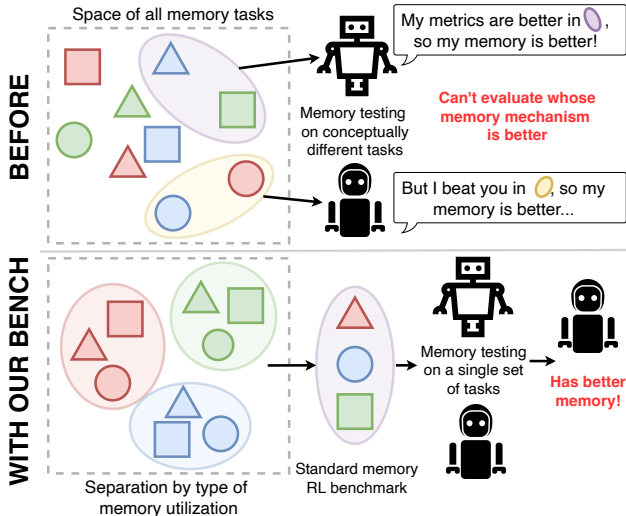 Space of all memory tasks
BEFORE
My metrics are better in ,
so my memory is better!
Memory testing
on conceptually
different tasks
Can't evaluate whose
memory mechanism
is better
But I beat you in , so my
memory is better...
WITH OUR BENCH
Separation by type of
memory utilization
Standard memory
RL benchmark
Memory testing
on a single set
of tasks
Has better
memory!